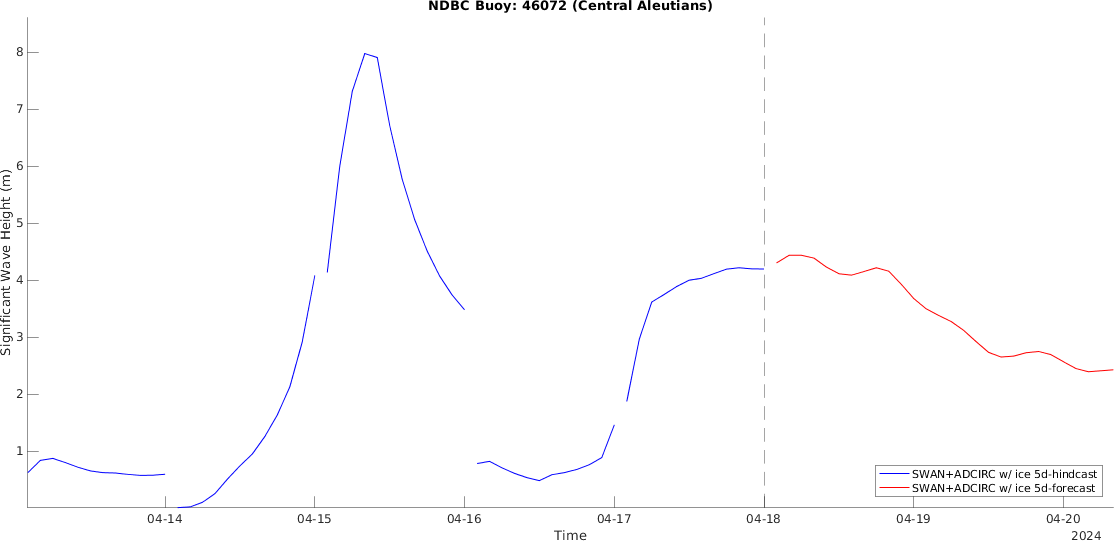 NDBC Buoy: 46072 (Central Aleutians)
Significant Wave Height (m)
8
7
6
5
4
3
2
1
SWAN+ADCIRC w/ ice 5d-hindcast
SWAN+ADCIRC w/ ice 5d-forecast
04-14 04-15 04-16 04-17 04-18 04-19 04-20
Time
2024